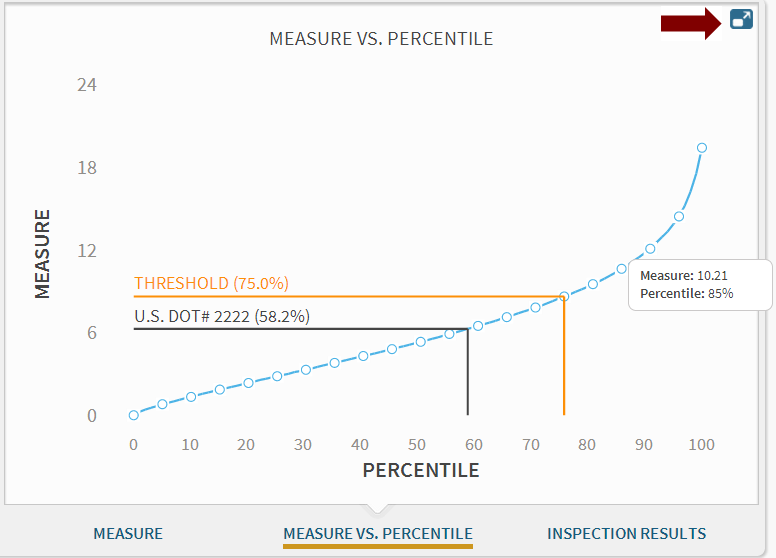 MEASURE VS. PERCENTILE
24
18
12
6
0
MEASURE
THRESHOLD (75.0%)
U.S. DOT# 2222 (58.2%)
Measure: 10.21
Percentile: 85%
0 10 20 30 40 50 60 70 80 90 100
PERCENTILE
MEASURE MEASURE VS. PERCENTILE INSPECTION RESULTS